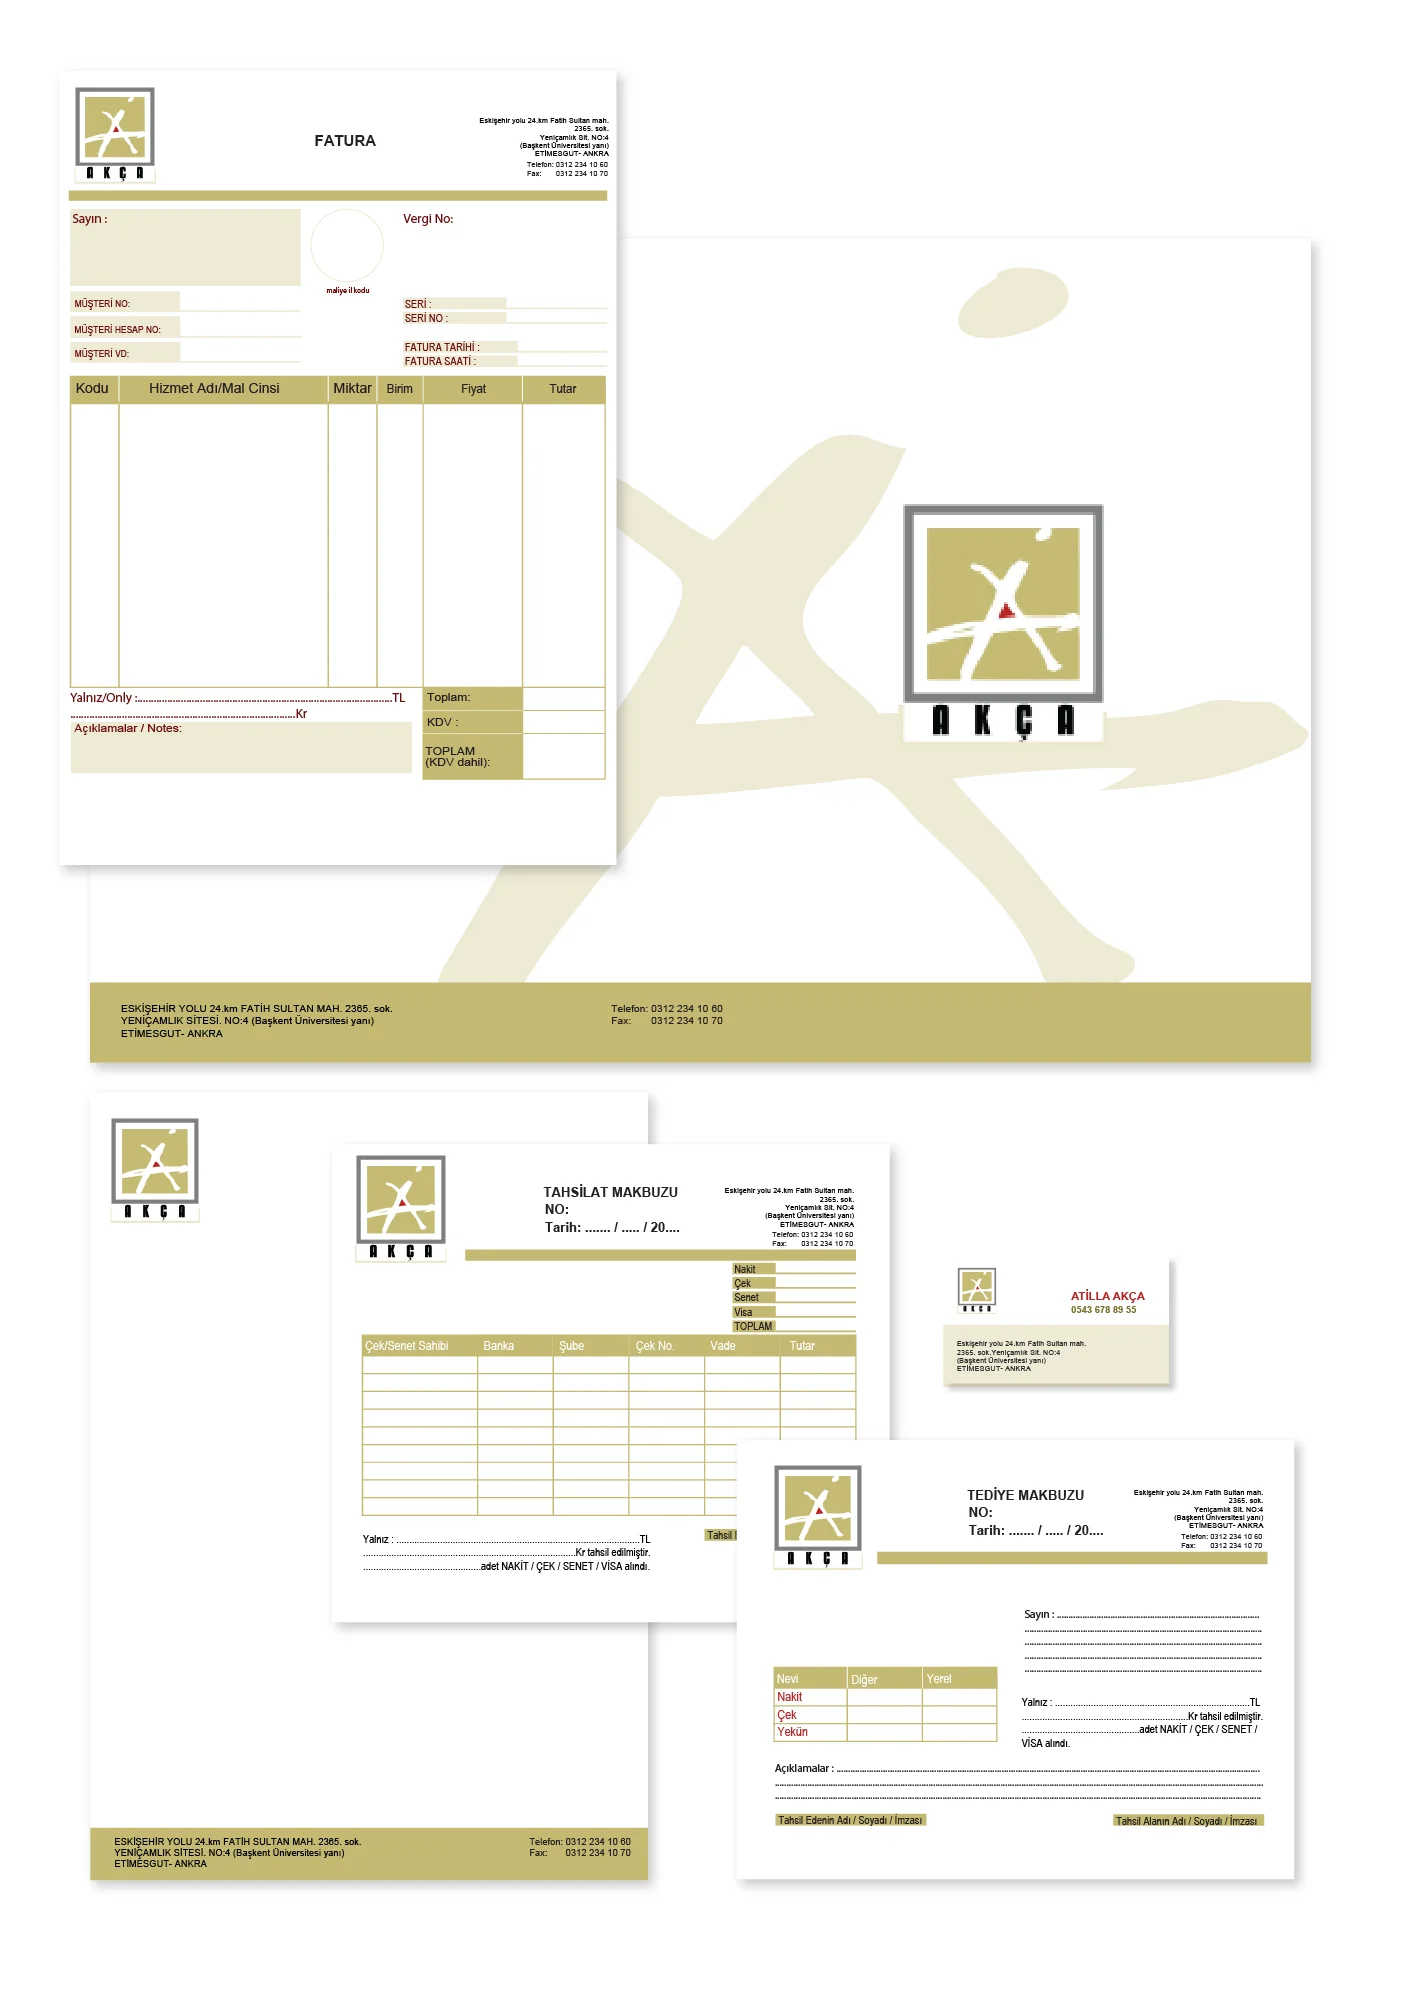 AKÇA
FATURA
Eskişehir yolu 24.km Fatih Sultan mah.
2365. sok.
Yeniçamlık Sit. NO:4
(Başkent Üniversitesi yanı)
ETİMESGUT- ANKRA
Telefon: 0312 234 10 60
Fax: 0312 234 10 70
Sayın :
maliye il kodu
Vergi No:
MÜŞTERİ NO:
MÜŞTERİ HESAP NO:
MÜŞTERİ VD:
SERİ :
SERİ NO :
FATURA TARİHİ :
FATURA SAATİ :
Kodu Hizmet Adı/Mal Cinsi Miktar Birim Fiyat Tutar
Yalnız/Only :........................................................................................TL
..............................................................................Kr
Açıklamalar / Notes:
Toplam:
KDV :
TOPLAM
(KDV dahil):
AKÇA
ESKİŞEHİR YOLU 24.km FATİH SULTAN MAH. 2365. sok.
YENİÇAMLIK SİTESİ. NO:4 (Başkent Üniversitesi yanı)
ETİMESGUT- ANKRA
Telefon: 0312 234 10 60
Fax: 0312 234 10 70
AKÇA
ESKİŞEHİR YOLU 24.km FATİH SULTAN MAH. 2365. sok.
YENİÇAMLIK SİTESİ. NO:4 (Başkent Üniversitesi yanı)
ETİMESGUT- ANKRA
Telefon: 0312 234 10 60
Fax: 0312 234 10 70
AKÇA
TAHSİLAT MAKBUZU
NO:
Tarih: ....... / ..... / 20....
Eskişehir yolu 24.km Fatih Sultan mah.
2365. sok.
Yeniçamlık Sit. NO:4
(Başkent Üniversitesi yanı)
ETİMESGUT- ANKRA
Telefon: 0312 234 10 60
Fax: 0312 234 10 70
Nakit
Çek
Senet
Visa
TOPLAM
Çek/Senet Sahibi Banka Şube Çek No. Vade Tutar
Yalnız : ...............................................................................TL
......................................................................Kr tahsil edilmiştir.
.......................................adet NAKİT / ÇEK / SENET / VİSA alındı.
Tahsil
AKÇA
ATİLLA AKÇA
0543 678 89 55
Eskişehir yolu 24.km Fatih Sultan mah.
2365. sok.Yeniçamlık Sit. NO:4
(Başkent Üniversitesi yanı)
ETİMESGUT- ANKRA
AKÇA
TEDİYE MAKBUZU
NO:
Tarih: ....... / ..... / 20....
Eskişehir yolu 24.km Fatih Sultan mah.
2365. sok.
Yeniçamlık Sit. NO:4
(Başkent Üniversitesi yanı)
ETİMESGUT- ANKRA
Telefon: 0312 234 10 60
Fax: 0312 234 10 70
Sayın : ......................................................................
Nevi Diğer Yerel
Nakit
Çek
Yekün
Yalnız : ...............................................................TL
.......................................................Kr tahsil edilmiştir.
.......................................adet NAKİT / ÇEK / SENET /
VİSA alındı.
Açıklamalar : ..............................................................................................................
Tahsil Edenin Adı / Soyadı / İmzası
Tahsil Alanın Adı / Soyadı / İmzası